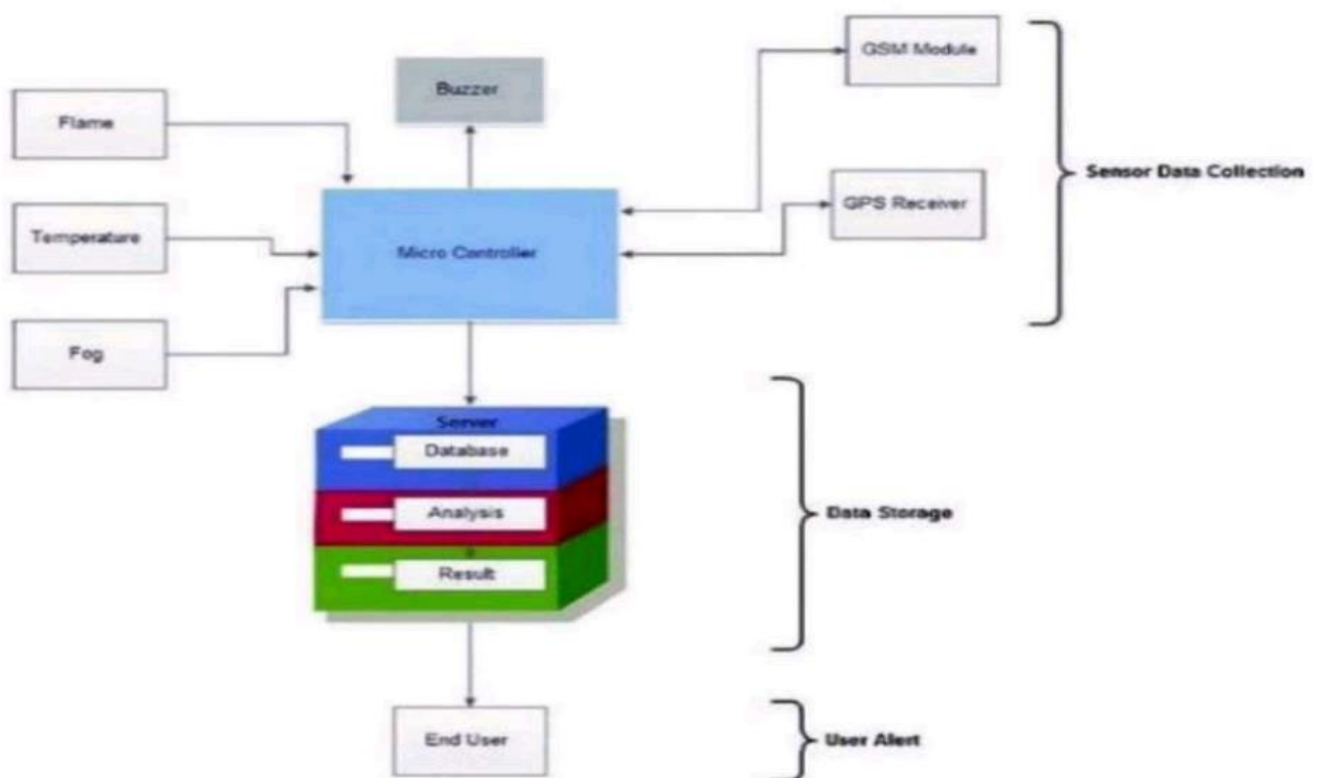 GSM Module
Buzzer
Flame
Sensor Data Collection
GPS Receiver
Temperature
Micro Controller
Fog
Server
Database
Analysis
Data Storage
Result
End User
User Alert